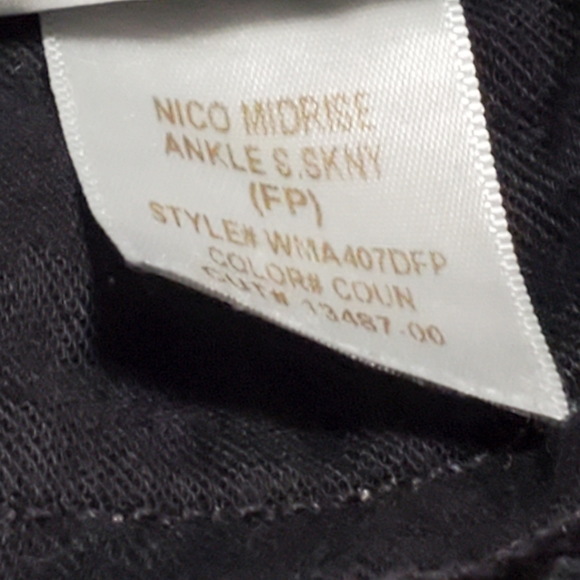 NICO MIDRISE
ANKLE S.SKNY
(FP)
STYLE# WMA407DFP
COLOR# COUN
CUT# 13487-00